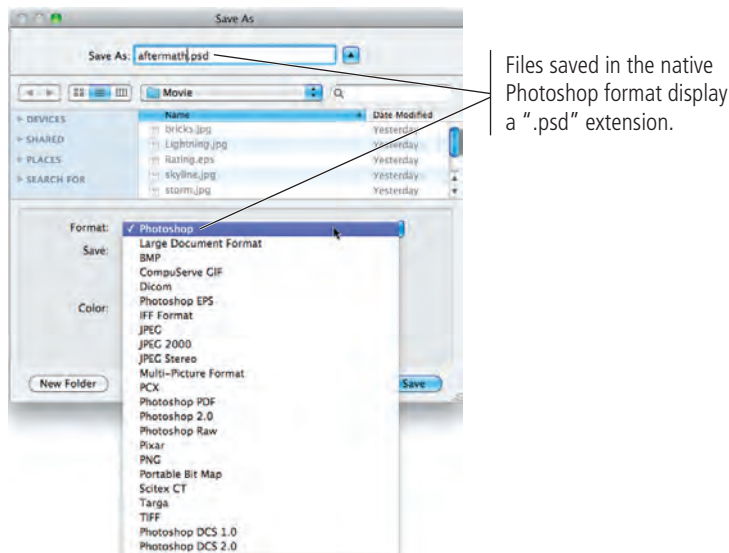 Save As
Save As: aftermath.psd
Movie
Name
Date Modified
DEVICES
SHARED
PLACES
SEARCH FOR
bricks.jpg Yesterday
Lightning.jpg Yesterday
Rating.eps Yesterday
skyline.jpg Yesterday
storm.jpg Yesterday
Files saved in the native
Photoshop format display
a “.psd” extension.
Format: ✓ Photoshop
Save:
Color:
Large Document Format
BMP
CompuServe GIF
Dicom
Photoshop EPS
IFF Format
JPEG
JPEG 2000
JPEG Stereo
Multi-Picture Format
PCX
Photoshop PDF
Photoshop 2.0
Photoshop Raw
Pixar
PNG
Portable Bit Map
Scitex CT
Targa
TIFF
Photoshop DCS 1.0
Photoshop DCS 2.0
New Folder
Save